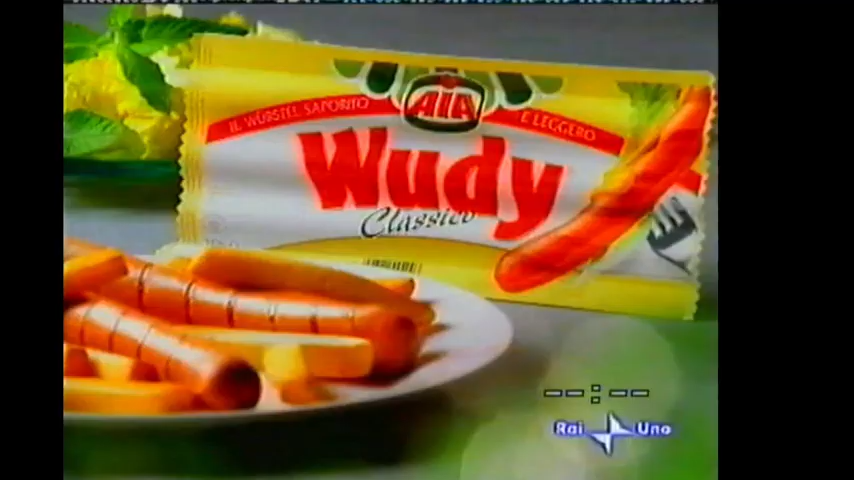 AIA
IL WÜRSTEL SAPORITO E LEGGERO
Wudy
Classico
--:--
Rai Uno